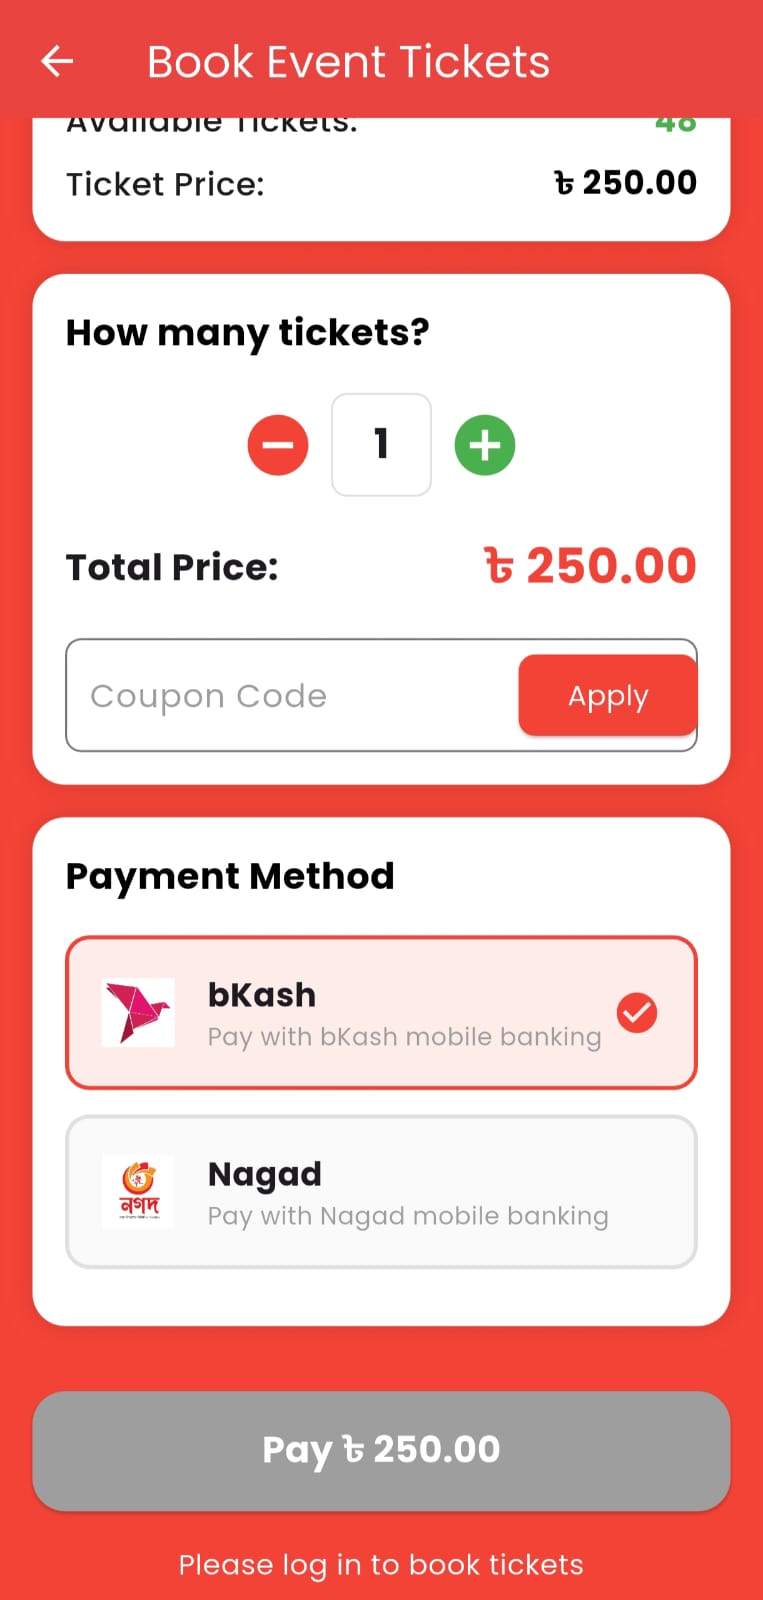 Book Event Tickets
Available Tickets: 48
Ticket Price: ৳ 250.00
How many tickets?
1
Total Price: ৳ 250.00
Coupon Code Apply
Payment Method
bKash
Pay with bKash mobile banking
নগদ
Nagad
Pay with Nagad mobile banking
Pay ৳ 250.00
Please log in to book tickets